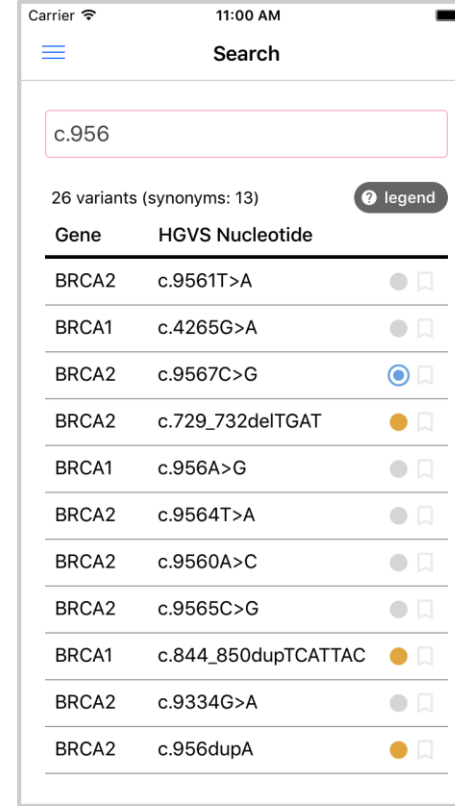 Carrier 11:00 AM
Search
c.956
26 variants (synonyms: 13) ? legend
Gene HGVS Nucleotide
BRCA2 c.9561T>A
BRCA1 c.4265G>A
BRCA2 c.9567C>G
BRCA2 c.729_732delTGAT
BRCA1 c.956A>G
BRCA2 c.9564T>A
BRCA2 c.9560A>C
BRCA2 c.9565C>G
BRCA1 c.844_850dupTCATTAC
BRCA2 c.9334G>A
BRCA2 c.956dupA